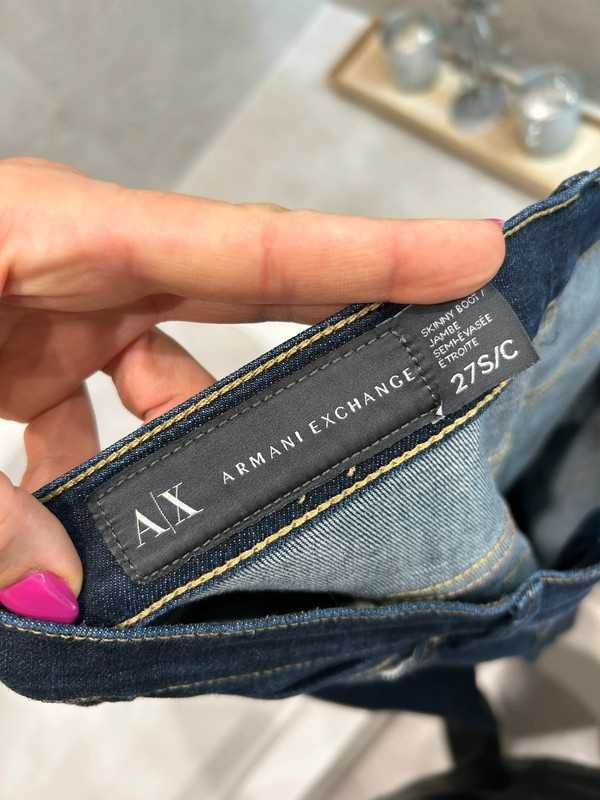 A|X ARMANI EXCHANGE
SKINNY BOOT /
JAMBE
SEMI-ÉVASÉE
ÉTROITE
27S/C